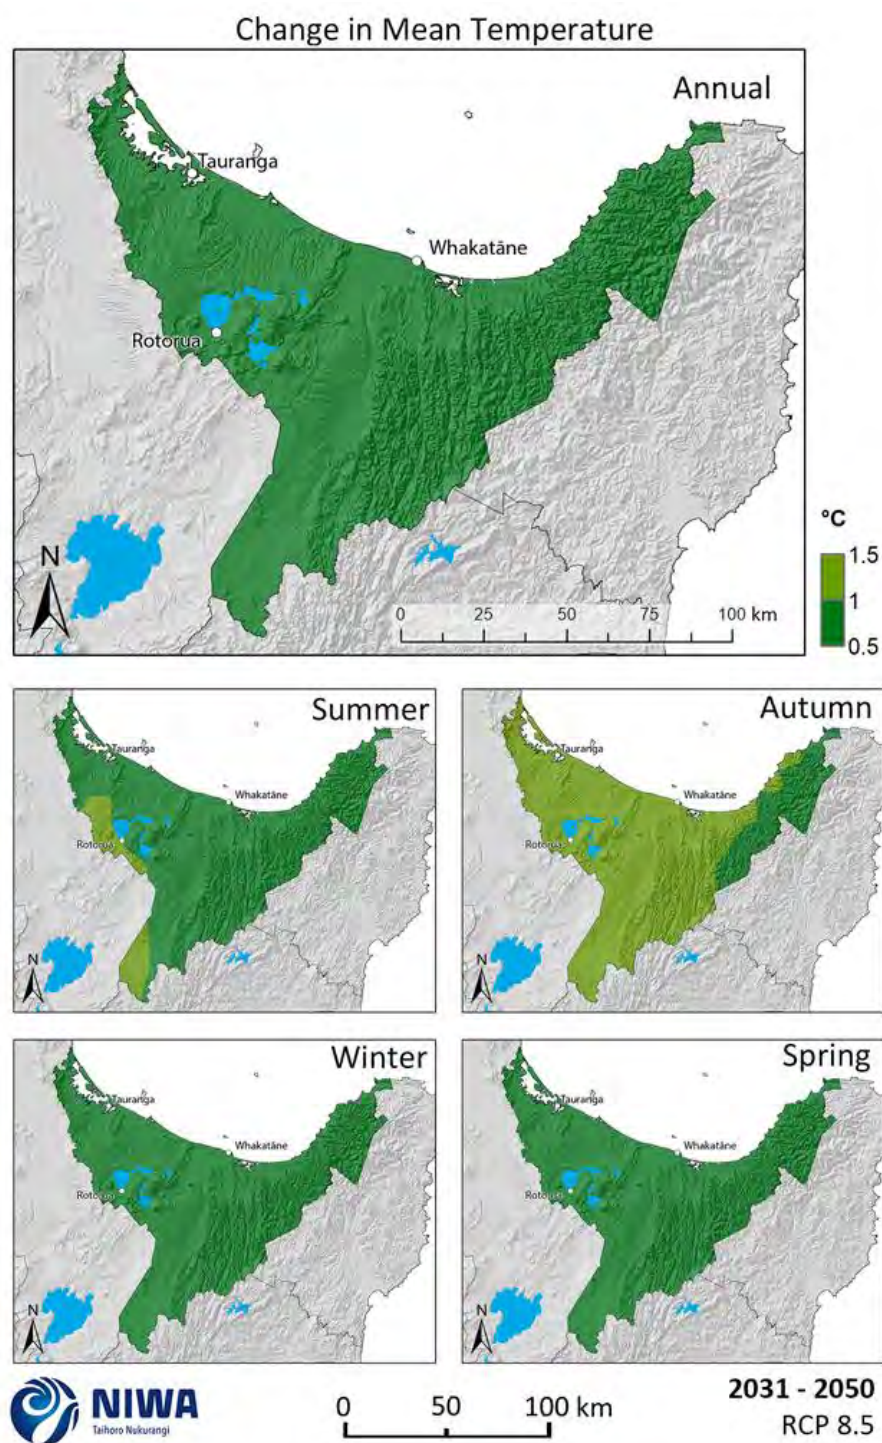 Change in Mean Temperature
Annual
Tauranga
Whakatāne
Rotorua
°C
1.5
1
0.5
N
0 25 50 75 100 km
Summer
Tauranga
Whakatāne
Rotorua
N
Autumn
Tauranga
Whakatāne
Rotorua
N
Winter
Tauranga
Whakatāne
Rotorua
N
Spring
Tauranga
Whakatāne
Rotorua
N
NIWA
Taihoro Nukurangi
0 50 100 km
2031 - 2050
RCP 8.5